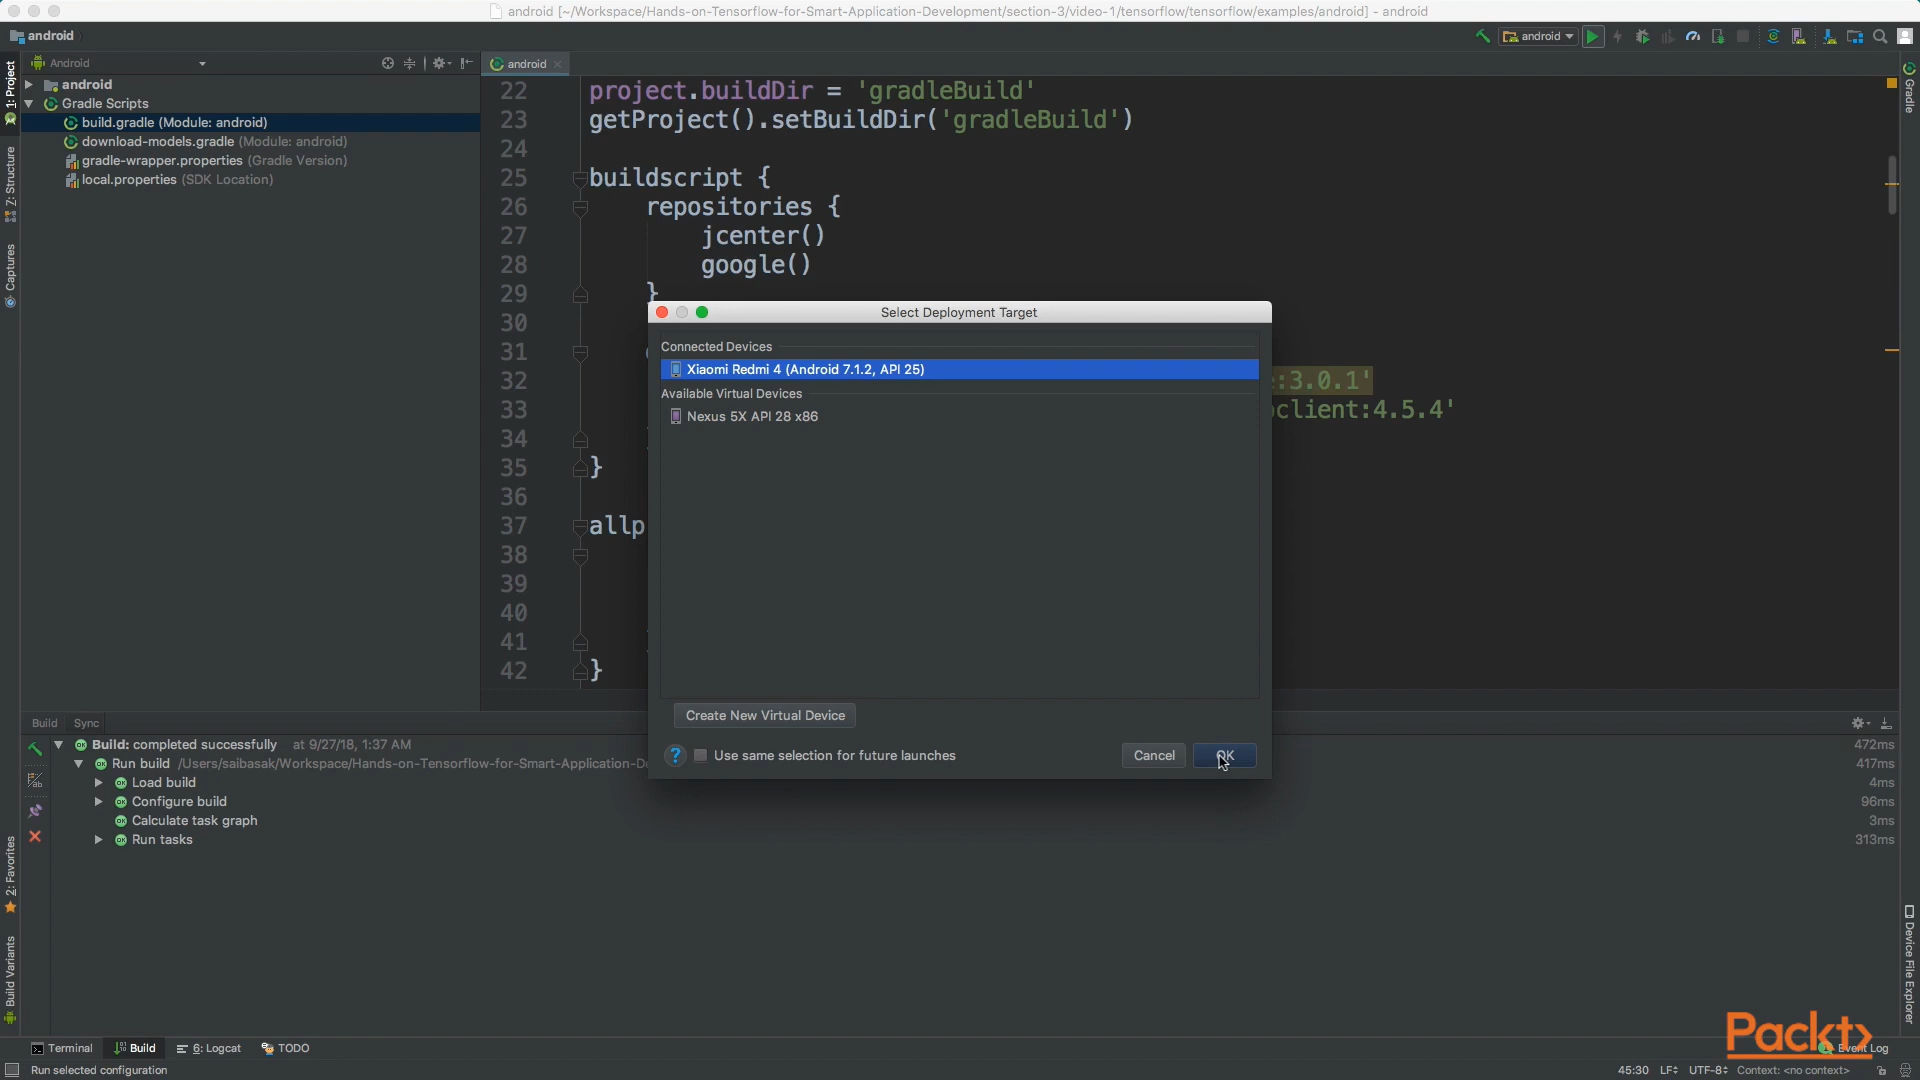 android [~/Workspace/Hands-on-Tensorflow-for-Smart-Application-Development/section-3/video-1/tensorflow/tensorflow/examples/android] - android
android
android
1: Project
Z: Structure
Captures
2: Favorites
Build Variants
Android
android
Gradle Scripts
build.gradle (Module: android)
download-models.gradle (Module: android)
gradle-wrapper.properties (Gradle Version)
local.properties (SDK Location)
android
Gradle
22 project.buildDir = 'gradleBuild'
23 getProject().setBuildDir('gradleBuild')
24
25 buildscript {
26 repositories {
27 jcenter()
28 google()
29 }
30
31
32 :3.0.1'
33 client:4.5.4'
34
35 }
36
37 allp
38
39
40
41
42 }
Select Deployment Target
Connected Devices
Xiaomi Redmi 4 (Android 7.1.2, API 25)
Available Virtual Devices
Nexus 5X API 28 x86
Create New Virtual Device
? Use same selection for future launches
Cancel
OK
Build Sync
Build: completed successfully at 9/27/18, 1:37 AM 472ms
Run build /Users/saibasak/Workspace/Hands-on-Tensorflow-for-Smart-Application-D 417ms
Load build 4ms
Configure build 96ms
Calculate task graph 3ms
Run tasks 313ms
Device File Explorer
Packt>
Terminal Build 6: Logcat TODO Event Log
Run selected configuration 45:30 LF UTF-8 Context: <no context>